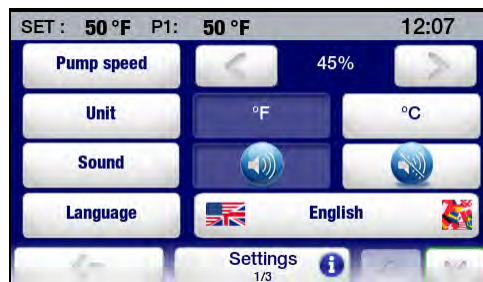 SET : 50 °F P1: 50 °F 12:07
Pump speed 45%
Unit °F °C
Sound
Language English
Settings
1/3